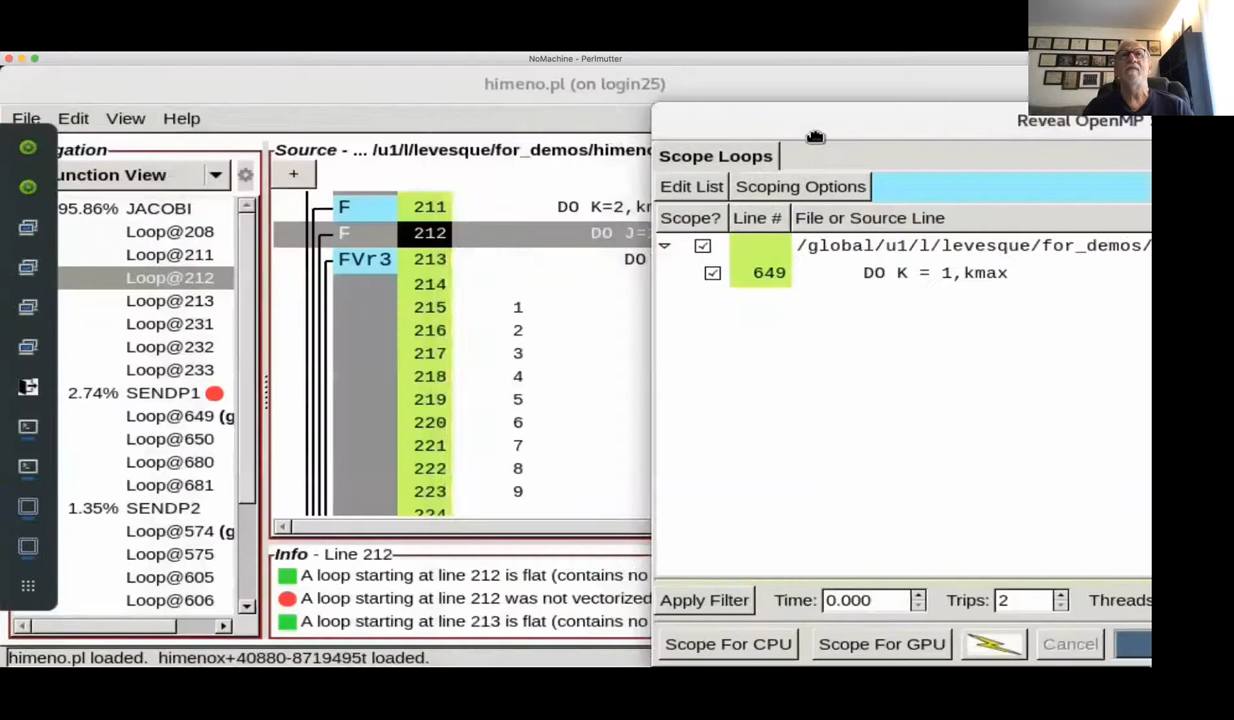 NoMachine - Perlmutter
himeno.pl (on login25)
File Edit View Help
gation
unction View
95.86% JACOBI
Loop@208
Loop@211
Loop@212
Loop@213
Loop@231
Loop@232
Loop@233
2.74% SENDP1
Loop@649 (g
Loop@650
Loop@680
Loop@681
1.35% SENDP2
Loop@574 (g
Loop@575
Loop@605
Loop@606
Source - ... /u1/l/levesque/for_demos/himeno
+
F 211 DO K=2,k
F 212 DO J=
FVr3 213 DO
214
215 1
216 2
217 3
218 4
219 5
220 6
221 7
222 8
223 9
224
Info - Line 212
A loop starting at line 212 is flat (contains no
A loop starting at line 212 was not vectorized
A loop starting at line 213 is flat (contains no
himeno.pl loaded. himenox+40880-8719495t loaded.
Reveal OpenMP
Scope Loops
Edit List Scoping Options
Scope? Line # File or Source Line
/global/u1/l/levesque/for_demos/
649 DO K = 1,kmax
Apply Filter Time: 0.000 Trips: 2 Threads
Scope For CPU Scope For GPU Cancel